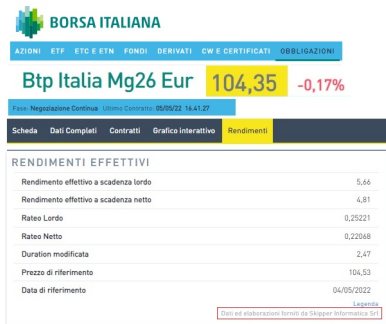 BORSA ITALIANA
AZIONI ETF ETC E ETN FONDI DERIVATI CW E CERTIFICATI OBBLIGAZIONI
Btp Italia Mg26 Eur 104,35 -0,17%
Fase: Negoziazione Continua Ultimo Contratto: 05/05/22 16.41.27
Scheda Dati Completi Contratti Grafico interattivo Rendimenti
RENDIMENTI EFFETTIVI
Rendimento effettivo a scadenza lordo 5,66
Rendimento effettivo a scadenza netto 4,81
Rateo Lordo 0,25221
Rateo Netto 0,22068
Duration modificata 2,47
Prezzo di riferimento 104,53
Data di riferimento 04/05/2022
Legenda
Dati ed elaborazioni forniti da Skipper Informatica Srl